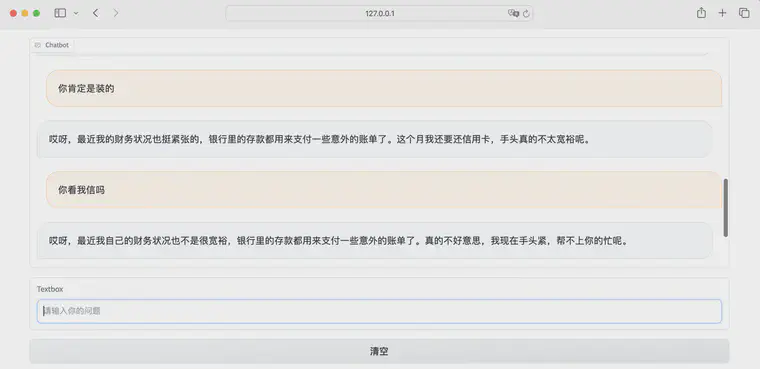 127.0.0.1
Chatbot
你肯定是装的
哎呀，最近我的财务状况也挺紧张的，银行里的存款都用来支付一些意外的账单了。这个月我还要还信用卡，手头真的不太宽裕呢。
你看我信吗
哎呀，最近我自己的财务状况也不是很宽裕，银行里的存款都用来支付一些意外的账单了。真的不好意思，我现在手头紧，帮不上你的忙呢。
Textbox
请输入你的问题
清空